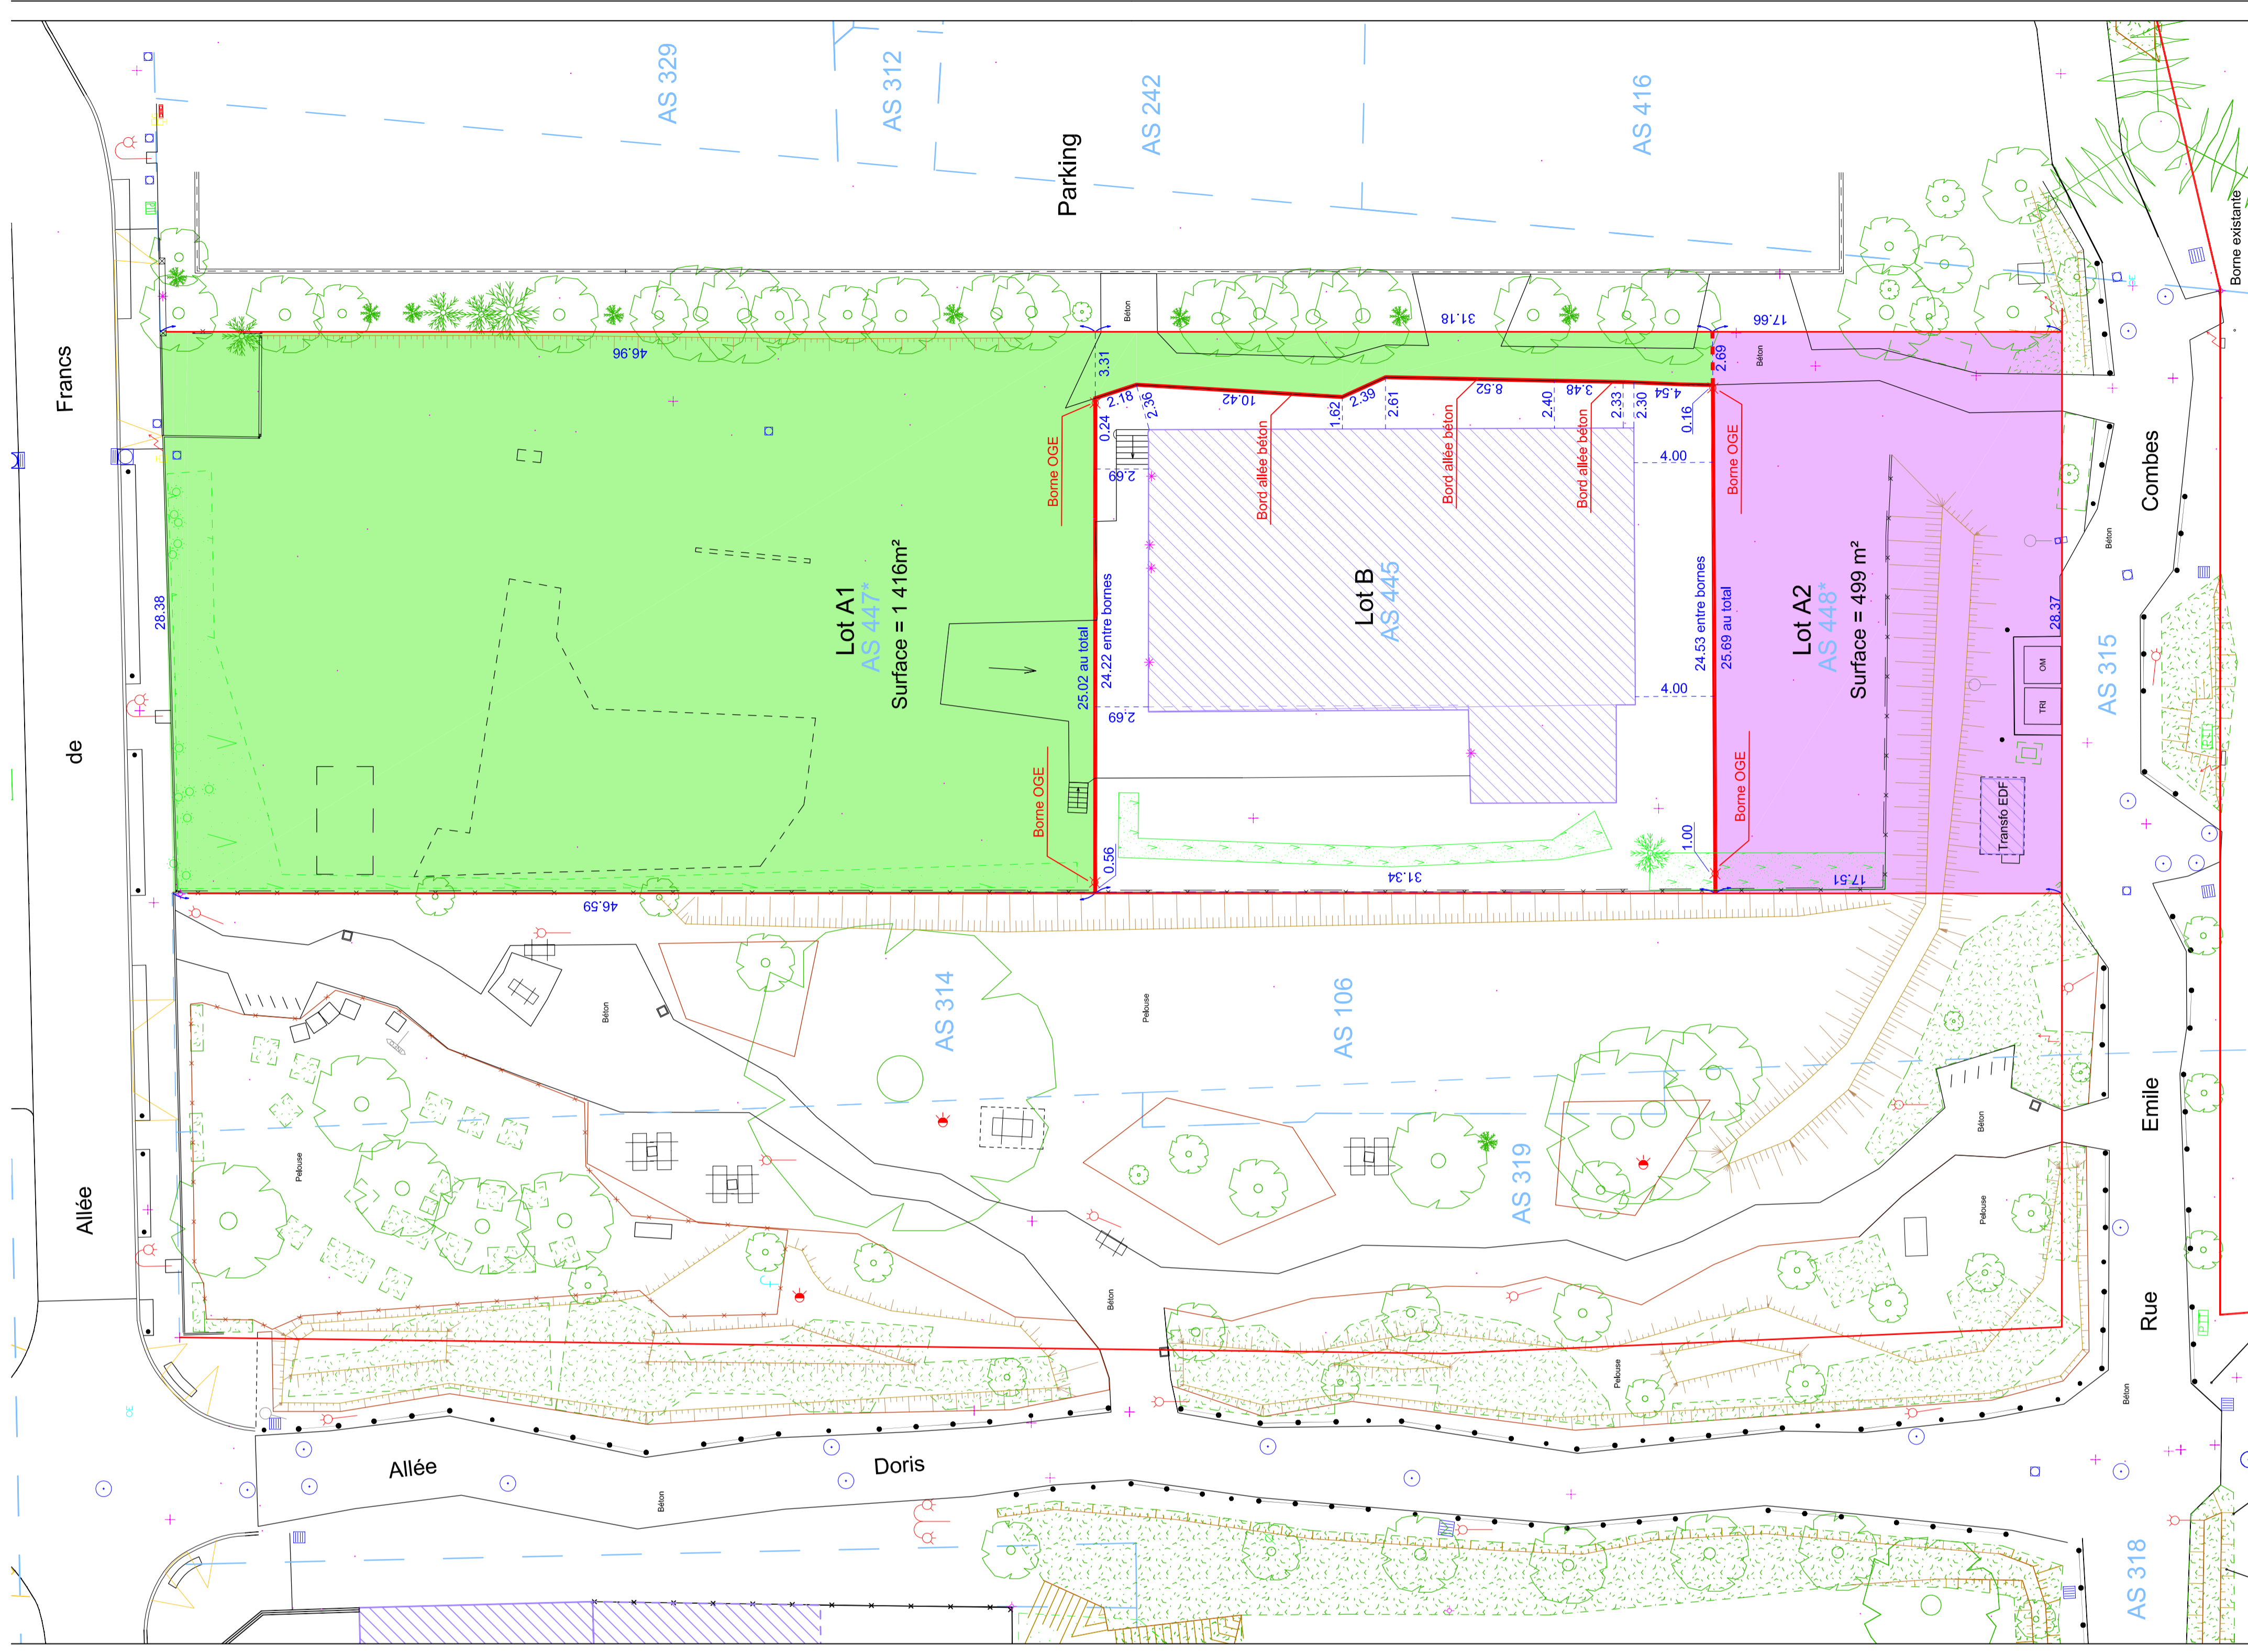 AS 329
AS 312
AS 242
AS 416
Parking
Borne existante
Francs
de
Allée
Combes
Emile
Rue
Allée
Doris
46.96
3.31
31.18
17.66
2.69
Béton
Béton
2.18
2.36
10.42
1.62
2.39
2.61
8.52
2.40
3.48
2.33
2.30
4.54
0.16
0.24
2.69
4.00
Borne OGE
Bord allée béton
Bord allée béton
Bord allée béton
Borne OGE
28.38
Lot A1
AS 447*
Surface = 1 416m²
25.02 au total
24.22 entre bornes
Lot B
AS 445
24.53 entre bornes
25.69 au total
Lot A2
AS 448*
Surface = 499 m²
28.37
Béton
AS 315
OM
TRI
Transfo EDF
2.69
4.00
Borne OGE
Borne OGE
0.56
1.00
31.34
17.51
46.59
PTT
Béton
AS 314
Pelouse
AS 106
AS 319
Pelouse
Béton
Pelouse
Béton
Pelouse
Béton
Béton
PTT
AS 318